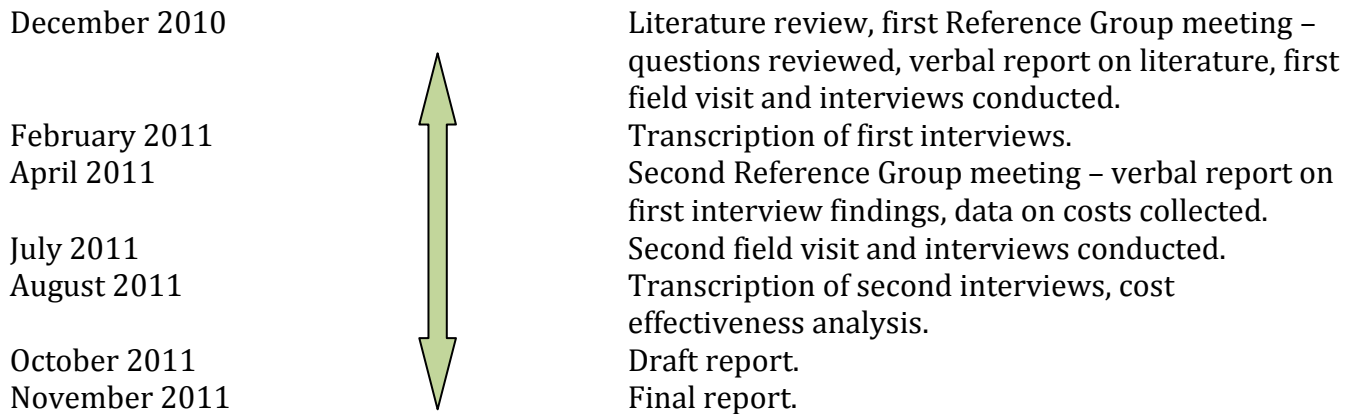 December 2010 Literature review, first Reference Group meeting –
questions reviewed, verbal report on literature, first
field visit and interviews conducted.
February 2011 Transcription of first interviews.
April 2011 Second Reference Group meeting – verbal report on
first interview findings, data on costs collected.
July 2011 Second field visit and interviews conducted.
August 2011 Transcription of second interviews, cost
effectiveness analysis.
October 2011 Draft report.
November 2011 Final report.